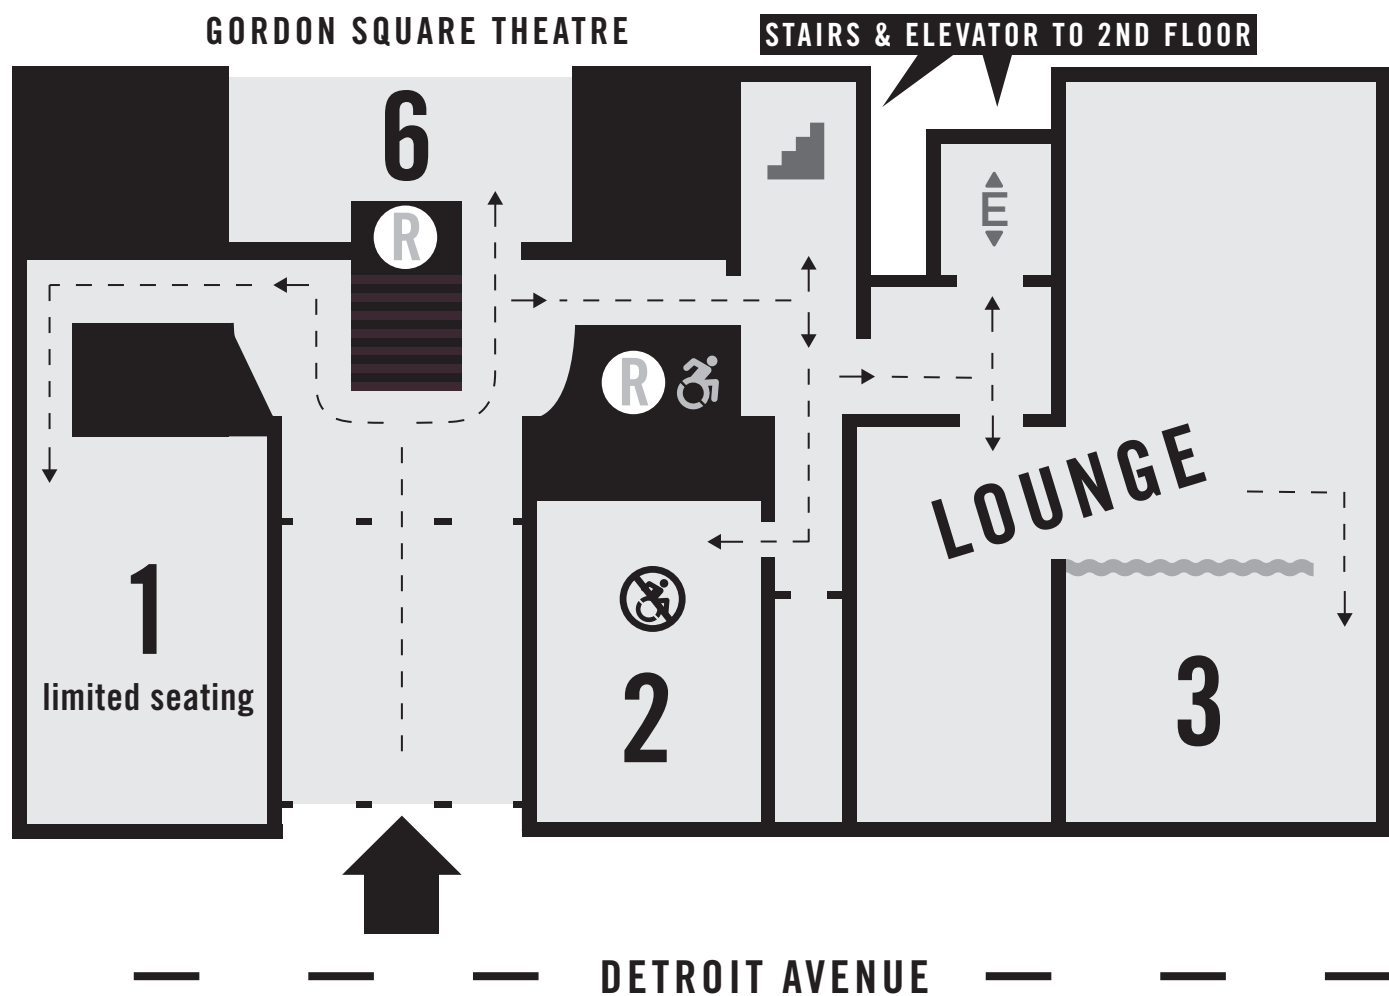 GORDON SQUARE THEATRE
STAIRS & ELEVATOR TO 2ND FLOOR
6
R
E
R
LOUNGE
1
limited seating
2
3
DETROIT AVENUE